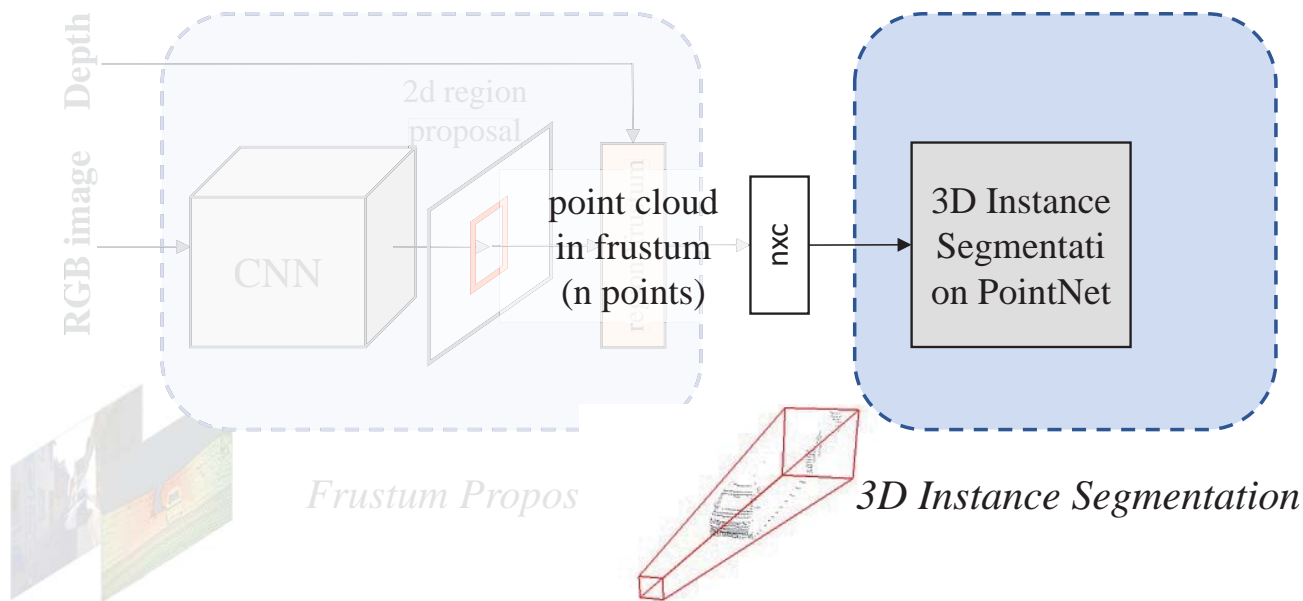 Depth
2d region
proposal
RGB image
CNN
point cloud
in frustum
(n points)
nxc
3D Instance
Segmentati
on PointNet
Frustum Propos
3D Instance Segmentation